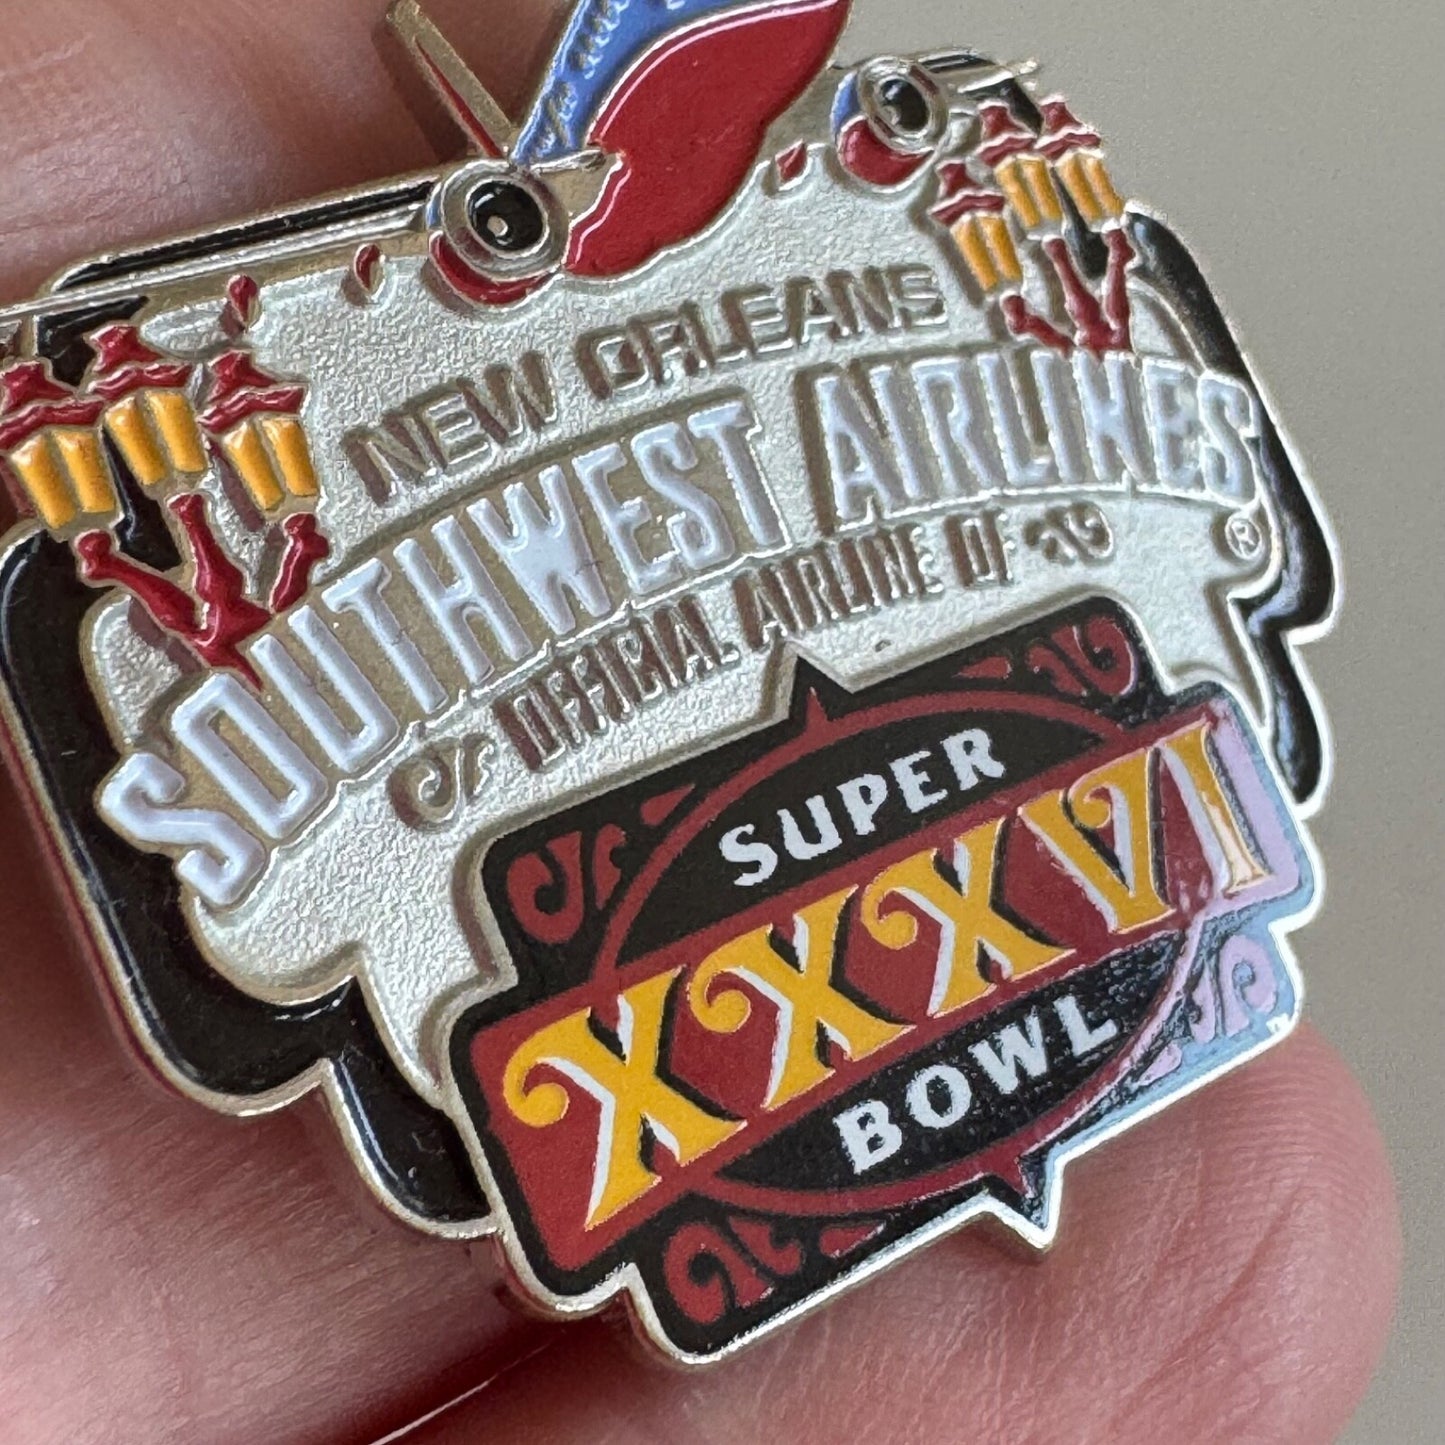 NEW ORLEANS
SOUTHWEST AIRLINES®
OFFICIAL AIRLINE OF
SUPER
XXXVI
BOWL